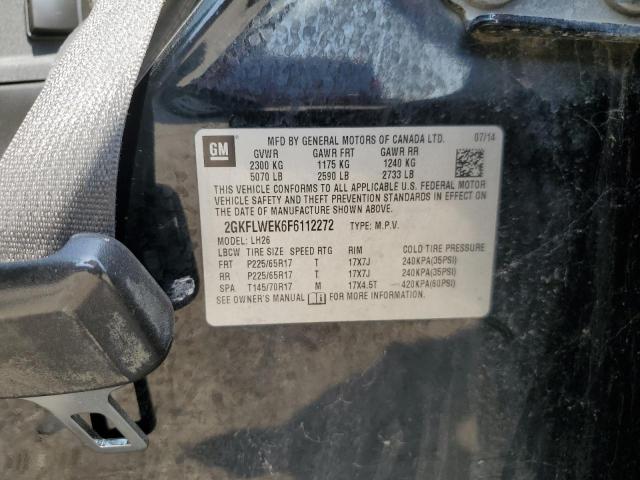 MFD BY GENERAL MOTORS OF CANADA LTD. 07/14
GM
GVWR GAWR FRT GAWR RR
2300 KG 1175 KG 1240 KG
5070 LB 2590 LB 2733 LB
THIS VEHICLE CONFORMS TO ALL APPLICABLE U.S. FEDERAL MOTOR
VEHICLE SAFETY AND THEFT PREVENTION STANDARDS IN EFFECT ON
THE DATE OF MANUFACTURE SHOWN ABOVE.
2GKFLWEK6F6112272 TYPE: M.P.V.
MODEL: LH26
LBCW TIRE SIZE SPEED RTG RIM COLD TIRE PRESSURE
FRT P225/65R17 T 17X7J 240KPA(35PSI)
RR P225/65R17 T 17X7J 240KPA(35PSI)
SPA T145/70R17 M 17X4.5T 420KPA(60PSI)
SEE OWNER'S MANUAL FOR MORE INFORMATION